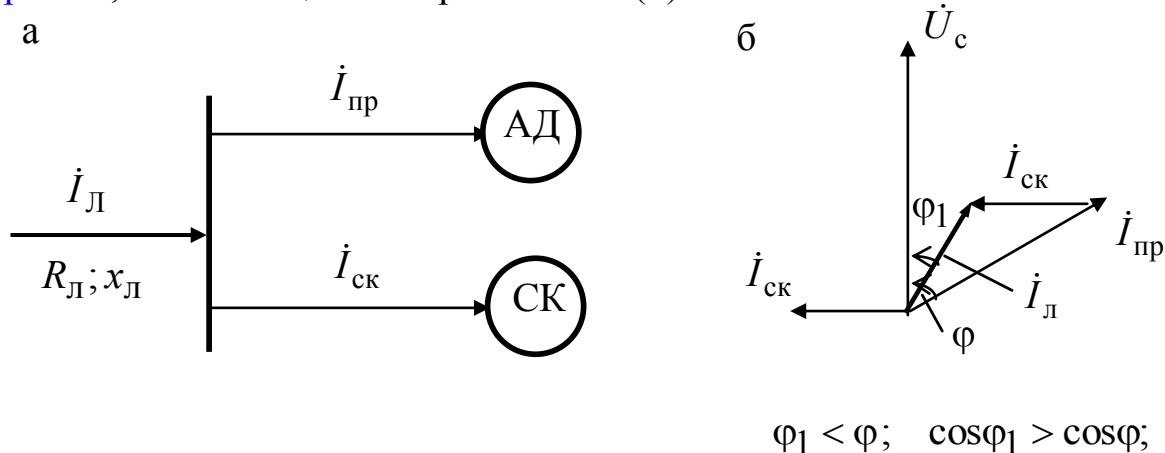 а
б
U̇с
İпр
АД
İск
İпр
φ1
İЛ
Rл; xл
İск
СК
İск
İл
φ
φ1 < φ; cosφ1 > cosφ;